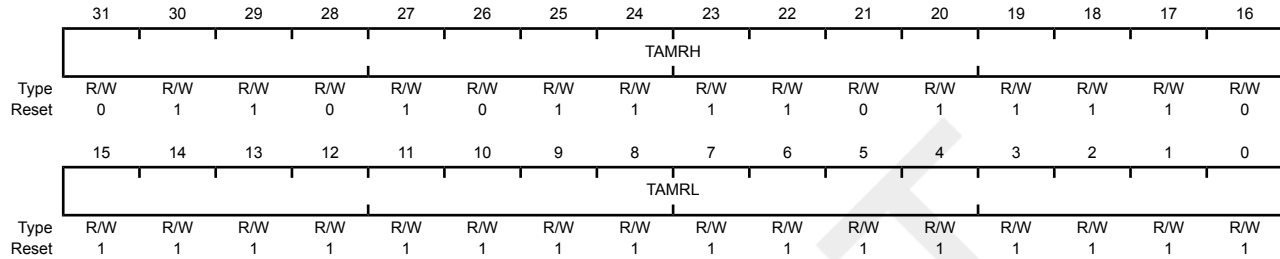 31 30 29 28 27 26 25 24 23 22 21 20 19 18 17 16
TAMRH
Type R/W R/W R/W R/W R/W R/W R/W R/W R/W R/W R/W R/W R/W R/W R/W R/W
Reset 0 1 1 0 1 0 1 1 1 1 0 1 1 1 1 0
15 14 13 12 11 10 9 8 7 6 5 4 3 2 1 0
TAMRL
Type R/W R/W R/W R/W R/W R/W R/W R/W R/W R/W R/W R/W R/W R/W R/W R/W
Reset 1 1 1 1 1 1 1 1 1 1 1 1 1 1 1 1